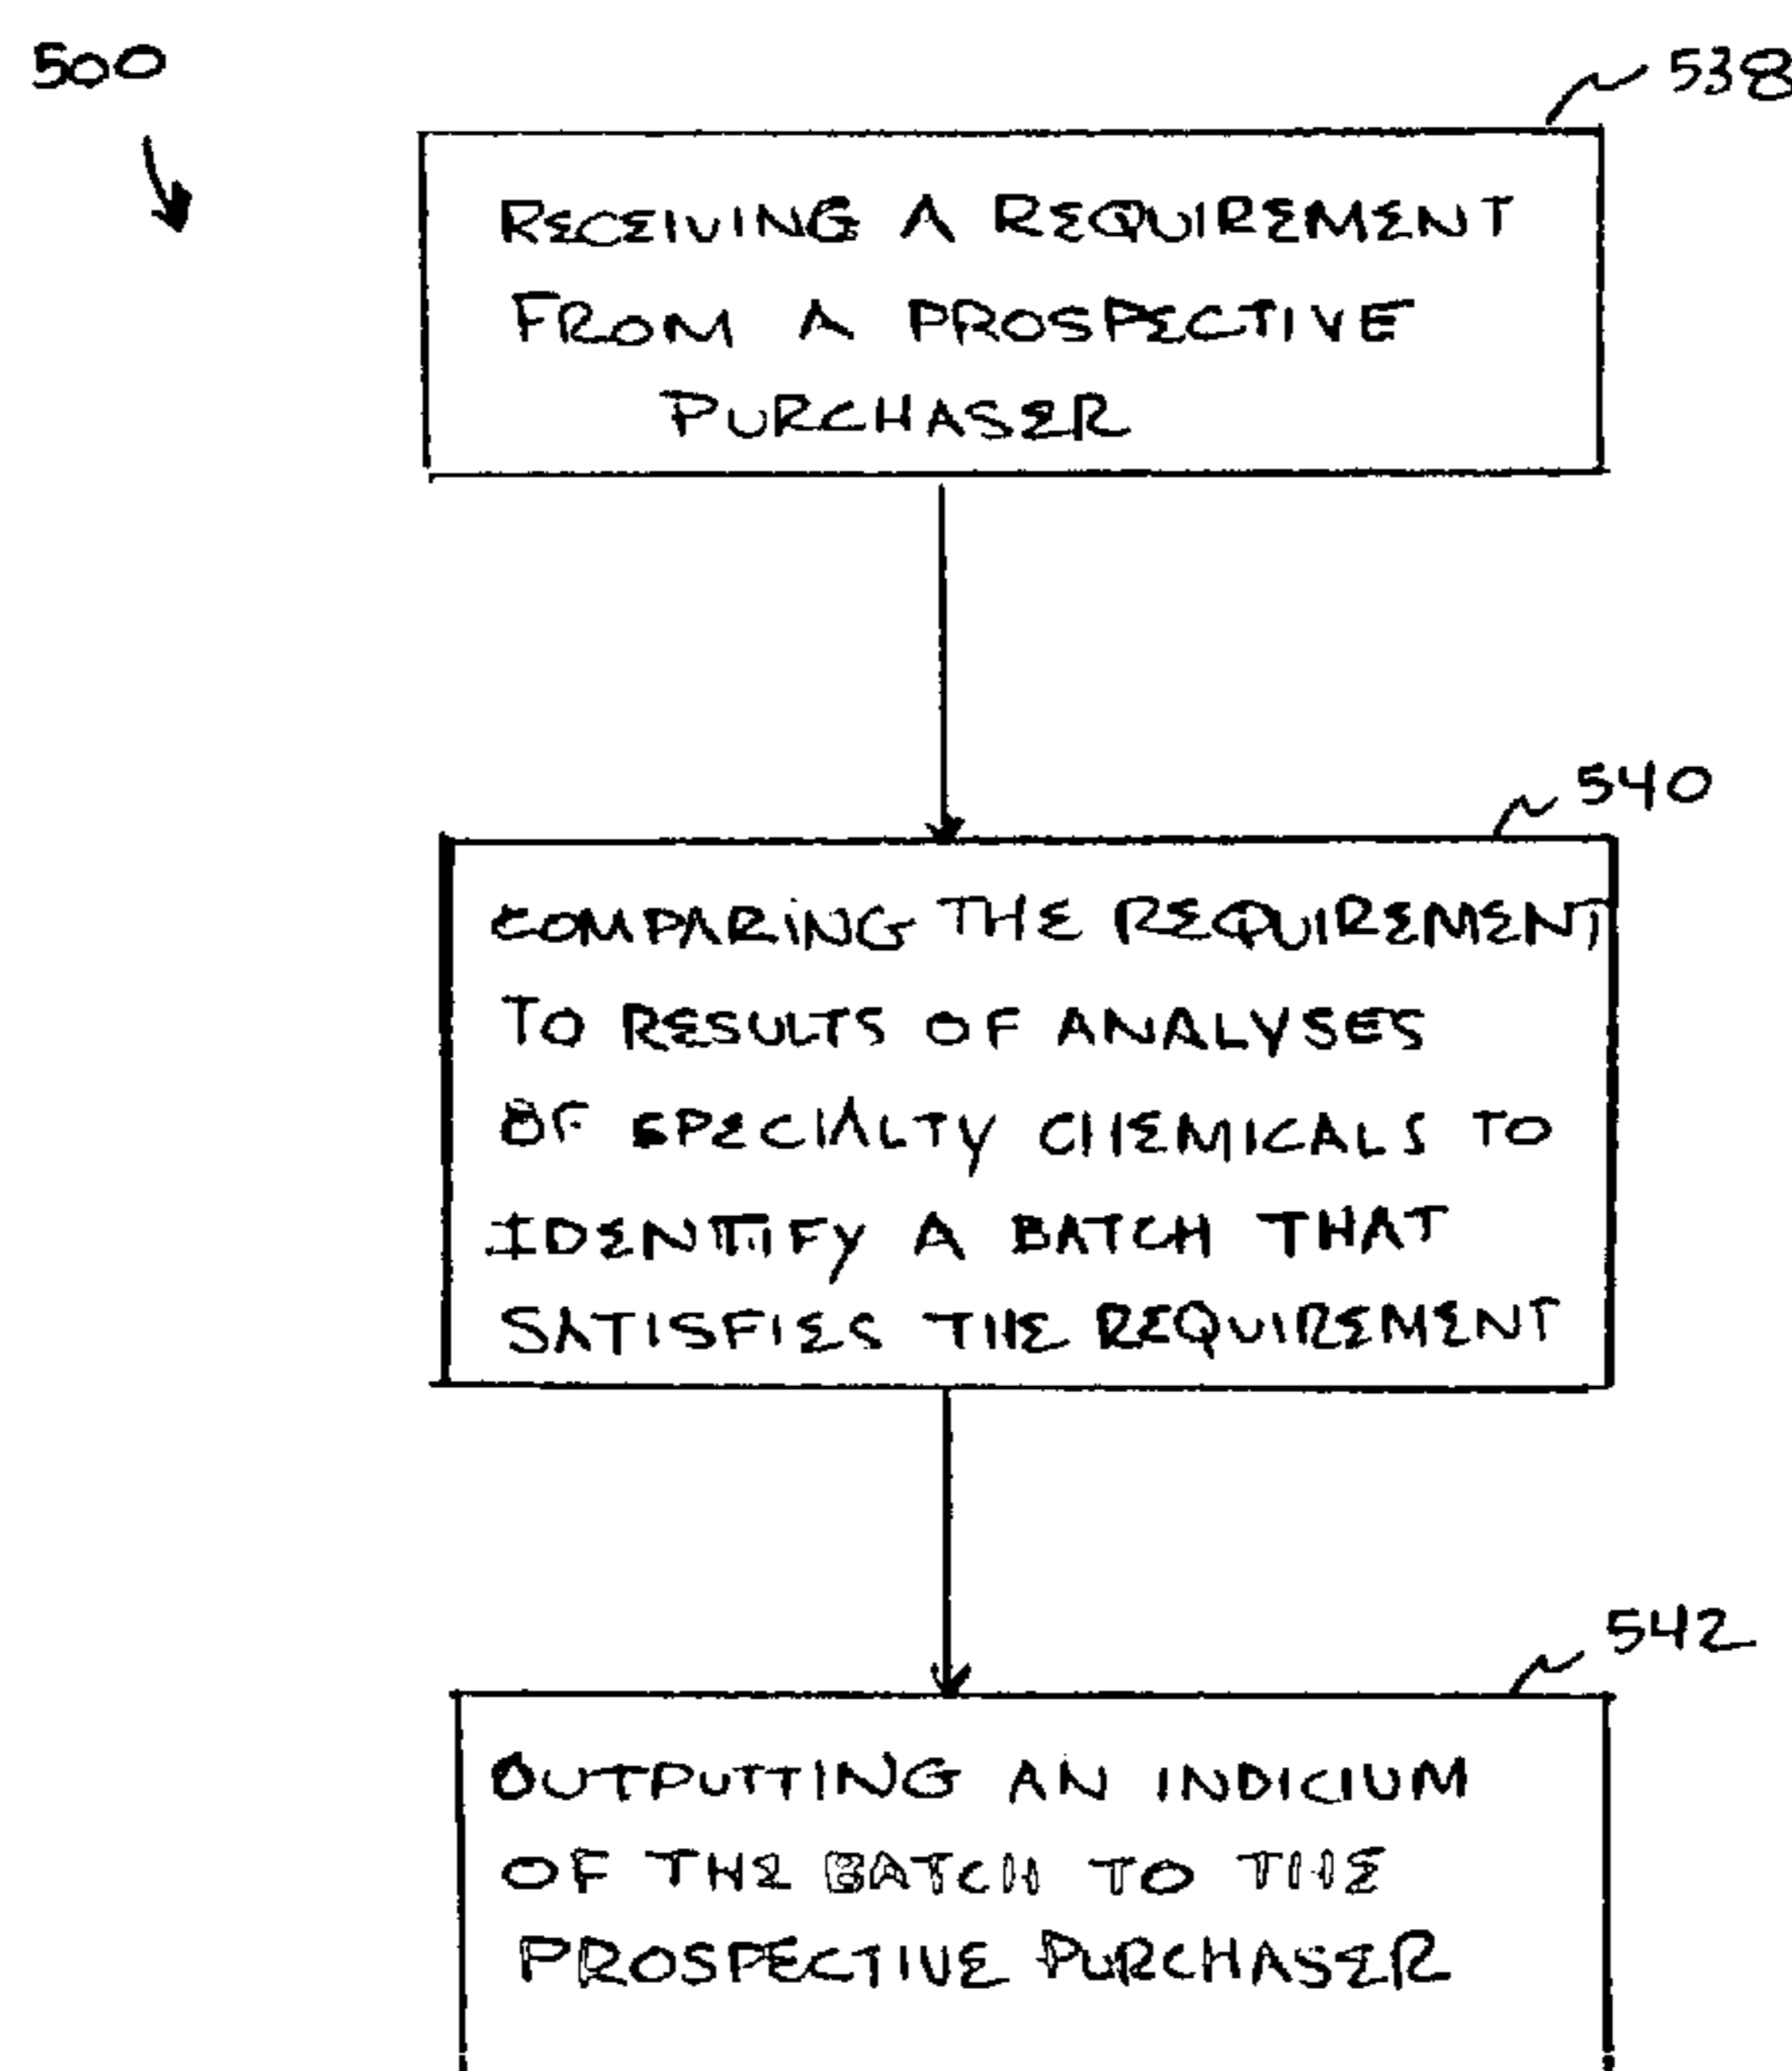 500
538
RECEIVING A REQUIREMENT
FROM A PROSPECTIVE
PURCHASER
540
COMPARING THE REQUIREMENT
TO RESULTS OF ANALYSES
OF SPECIALTY CHEMICALS TO
IDENTIFY A BATCH THAT
SATISFIES THE REQUIREMENT
542
OUTPUTTING AN INDICIUM
OF THE BATCH TO THE
PROSPECTIVE PURCHASER